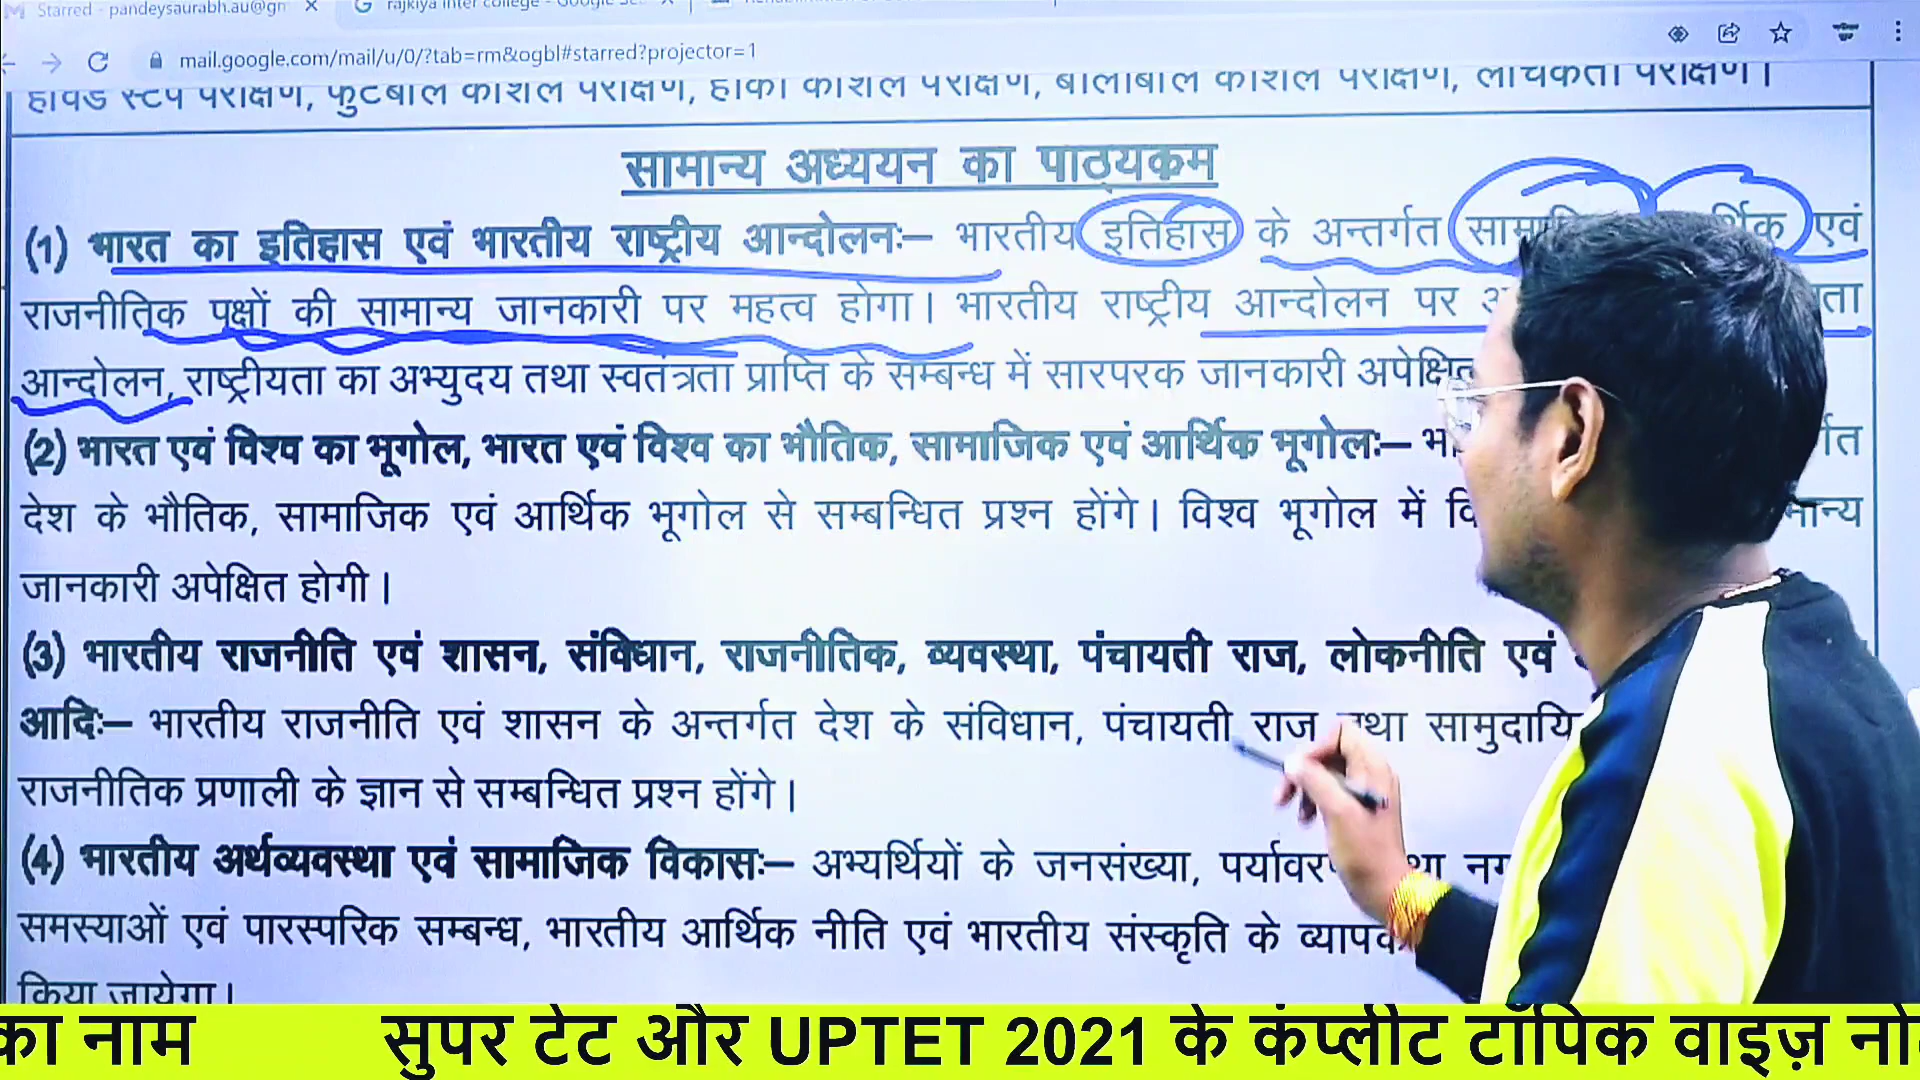 Starred - pandeysaurabh.au@gm
rajkiya inter college - Google Se
mail.google.com/mail/u/0/?tab=rm&ogbl#starred?projector=1
स्टेप परीक्षण, फुटबाल कौशल परीक्षण, हाकी कौशल परीक्षण, बालीबाल कौशल परीक्षण, लोचकता परीक्षण।
सामान्य अध्ययन का पाठ्यकम
(1) भारत का इतिहास एवं भारतीय राष्ट्रीय आन्दोलनः– भारतीय इतिहास के अन्तर्गत एवं
राजनीतिक पक्षों की सामान्य जानकारी पर महत्व होगा। भारतीय राष्ट्रीय आन्दोलन पर
आन्दोलन, राष्ट्रीयता का अभ्युदय तथा स्वतंत्रता प्राप्ति के सम्बन्ध में सारपरक जानकारी
(2) भारत एवं विश्व का भूगोल, भारत एवं विश्व का भौतिक, सामाजिक एवं आर्थिक भूगोलः–
देश के भौतिक, सामाजिक एवं आर्थिक भूगोल से सम्बन्धित प्रश्न होंगे। विश्व भूगोल में
जानकारी अपेक्षित होगी।
(3) भारतीय राजनीति एवं शासन, संविधान, राजनीतिक, व्यवस्था, पंचायती राज, लोकनीति एवं
आदिः– भारतीय राजनीति एवं शासन के अन्तर्गत देश के संविधान, पंचायती राज तथा
राजनीतिक प्रणाली के ज्ञान से सम्बन्धित प्रश्न होंगे।
(4) भारतीय अर्थव्यवस्था एवं सामाजिक विकासः– अभ्यर्थियों के जनसंख्या,
समस्याओं एवं पारस्परिक सम्बन्ध, भारतीय आर्थिक नीति एवं भारतीय संस्कृति के
किया जायेगा।
का नाम सुपर टेट और UPTET 2021 के कंप्लीट टॉपिक वाइज़